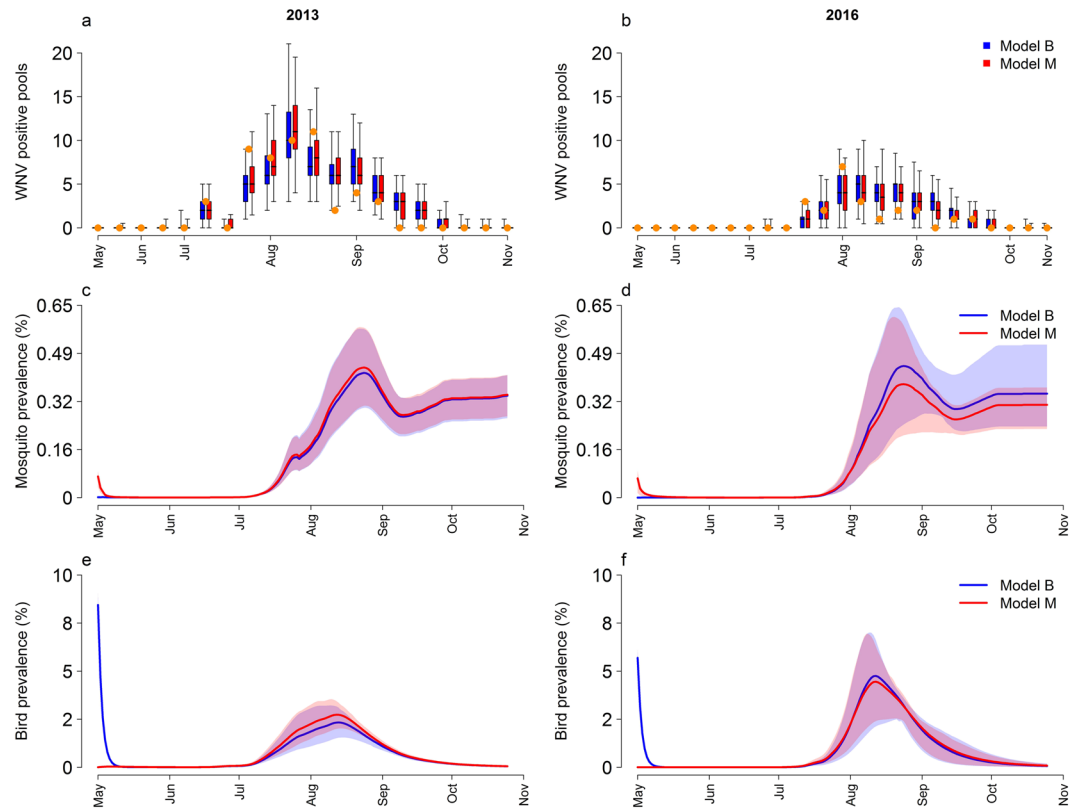 a
2013
WNV positive pools
20
15
10
5
0
May
Jun
Jul
Aug
Sep
Oct
Nov
b
2016
WNV positive pools
20
15
10
5
0
May
Jun
Jul
Aug
Sep
Oct
Nov
Model B
Model M
c
Mosquito prevalence (%)
0.65
0.49
0.32
0.16
0
May
Jun
Jul
Aug
Sep
Oct
Nov
d
Mosquito prevalence (%)
0.65
0.49
0.32
0.16
0
May
Jun
Jul
Aug
Sep
Oct
Nov
Model B
Model M
e
Bird prevalence (%)
10
8
5
2
0
May
Jun
Jul
Aug
Sep
Oct
Nov
f
Bird prevalence (%)
10
8
5
2
0
May
Jun
Jul
Aug
Sep
Oct
Nov
Model B
Model M